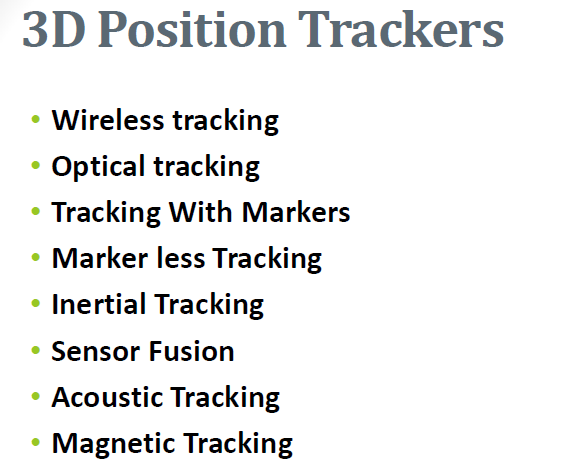 3D Position Trackers
• Wireless tracking
• Optical tracking
• Tracking With Markers
• Marker less Tracking
• Inertial Tracking
• Sensor Fusion
• Acoustic Tracking
• Magnetic Tracking